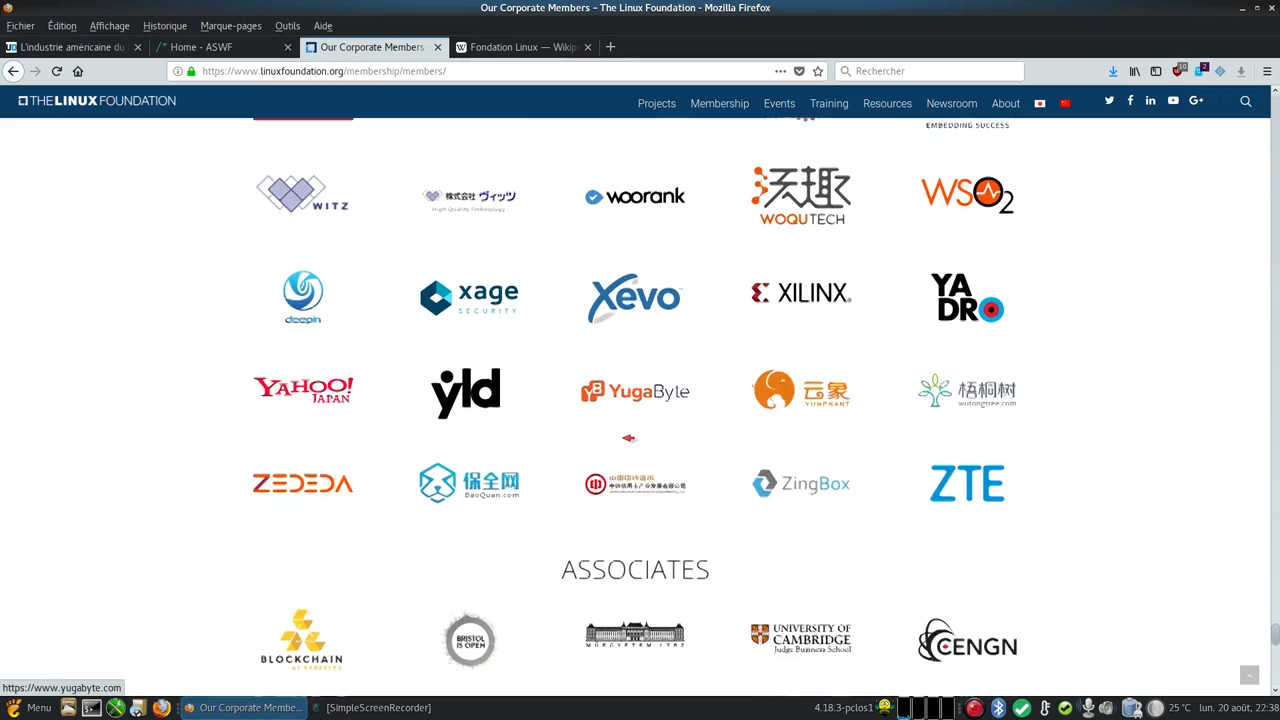 Our Corporate Members – The Linux Foundation - Mozilla Firefox
Fichier Édition Affichage Historique Marque-pages Outils Aide
L'industrie américaine du
Home - ASWF
Our Corporate Members -
Fondation Linux — Wikip
https://www.linuxfoundation.org/membership/members/
Rechercher
10
2
THE LINUX FOUNDATION
Projects Membership Events Training Resources Newsroom About
EMBEDDING SUCCESS
WITZ
株式会社 ヴィッツ
High Quality Technology
woorank
沃趣
WOQUTECH
WSO2
deepin
xage
SECURITY
Xevo
XILINX
YADRO
YAHOO!
JAPAN
yld
YugaByte
云象
YUNPHANT
梧桐树
wutongtree.com
ZEDEDA
保全网
BaoQuan.com
ZingBox
ZTE
ASSOCIATES
BLOCKCHAIN
AT BERKELEY
BRISTOL
IS OPEN
MŰEGYETEM 1782
UNIVERSITY OF
CAMBRIDGE
Judge Business School
CENGN
https://www.yugabyte.com
Menu
Our Corporate Membe...
[SimpleScreenRecorder]
4.18.3-pclos1
25 °C
lun. 20 août, 22:38